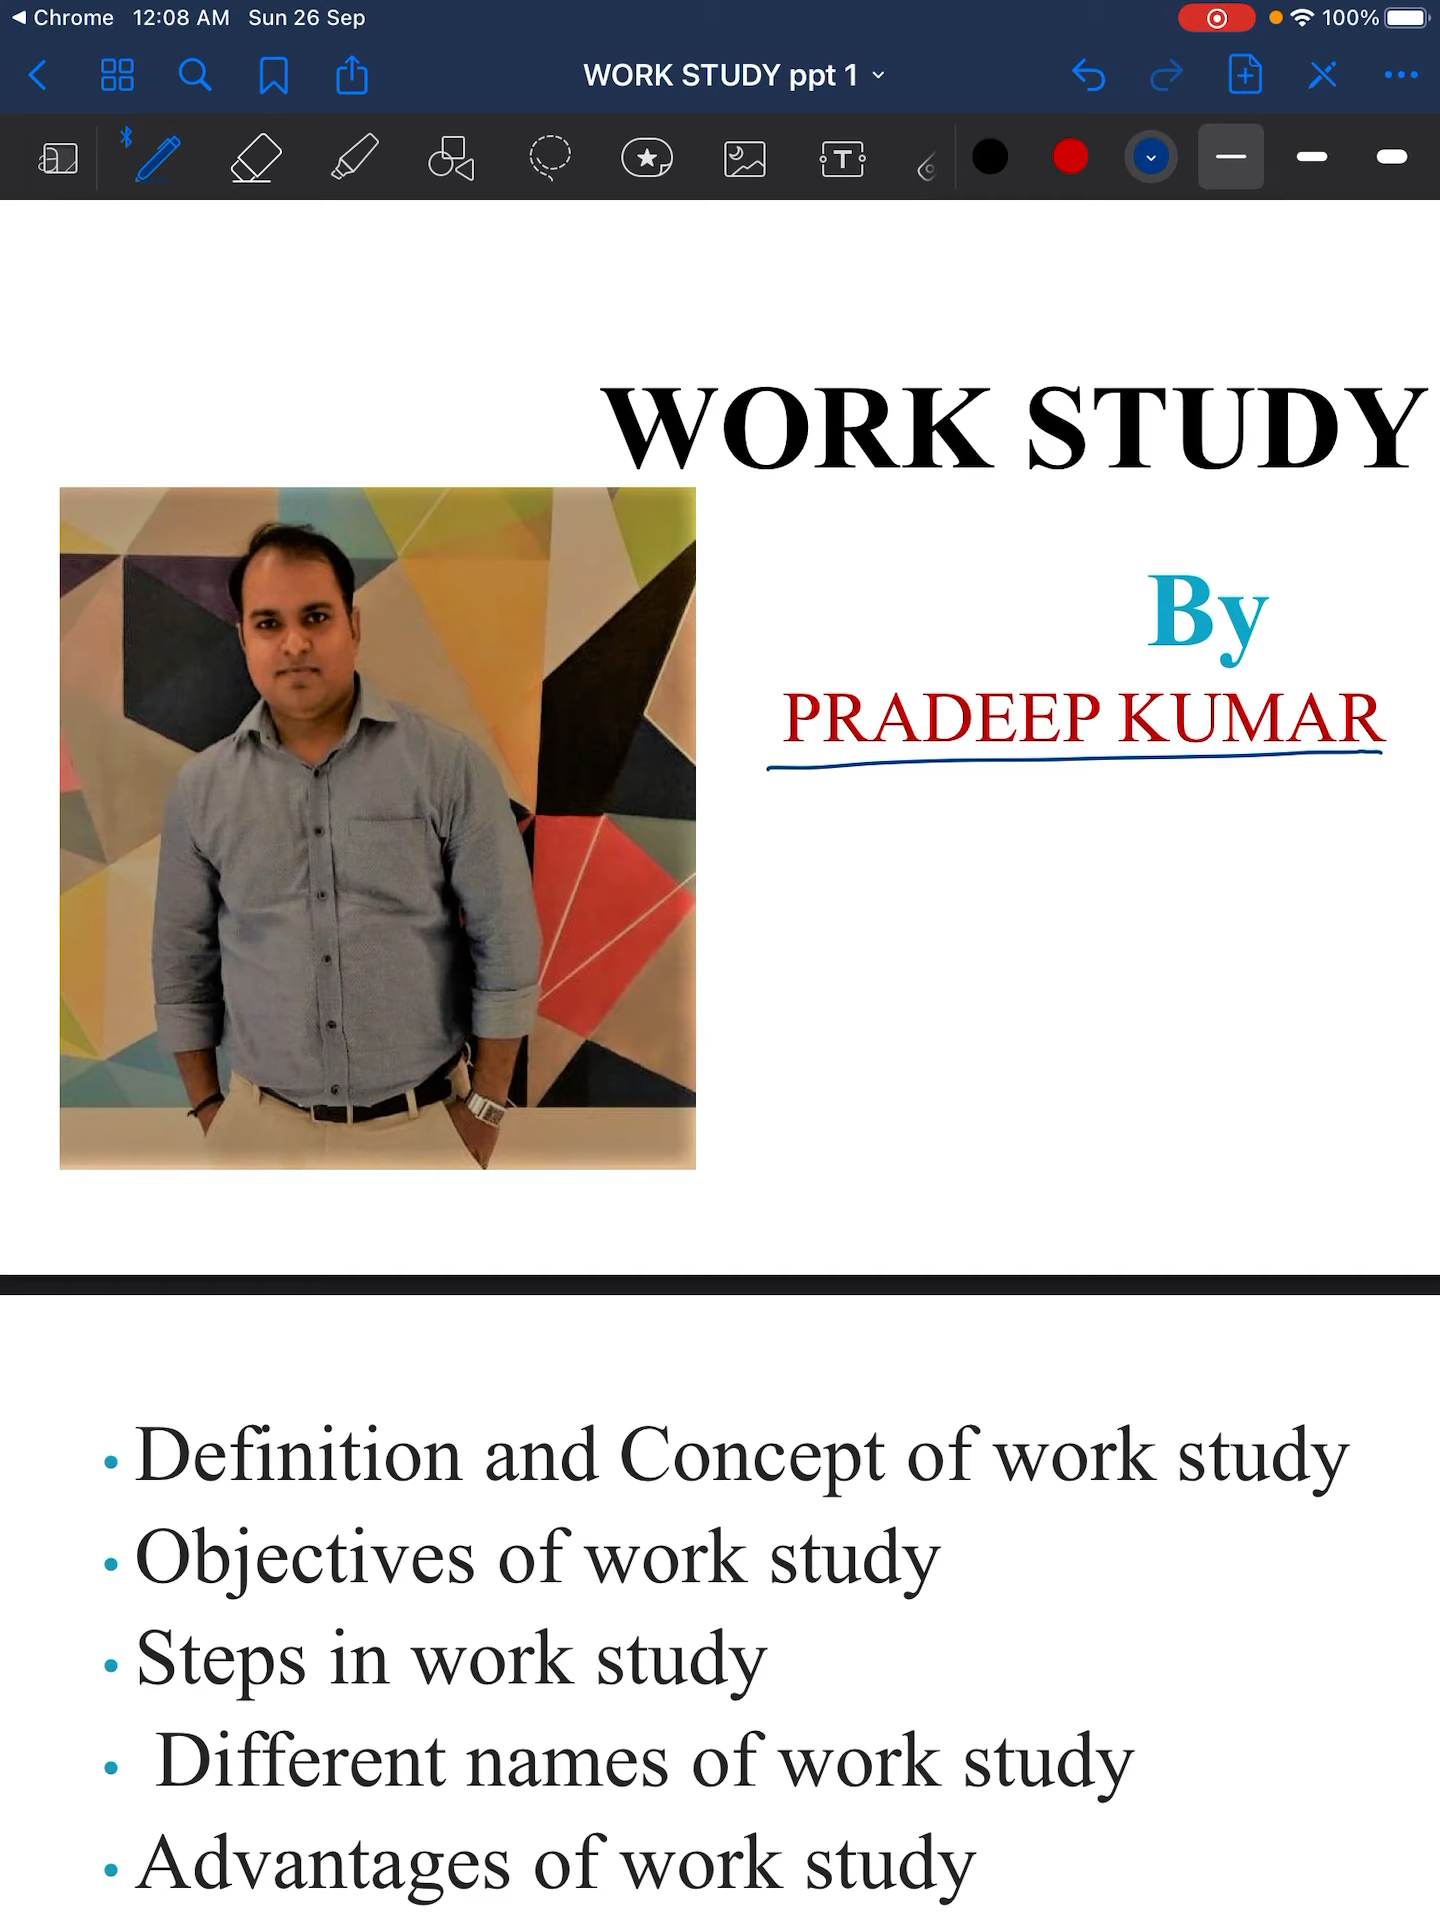 Chrome 12:08 AM Sun 26 Sep 100%
WORK STUDY ppt 1
WORK STUDY
By
PRADEEP KUMAR
• Definition and Concept of work study
• Objectives of work study
• Steps in work study
• Different names of work study
• Advantages of work study